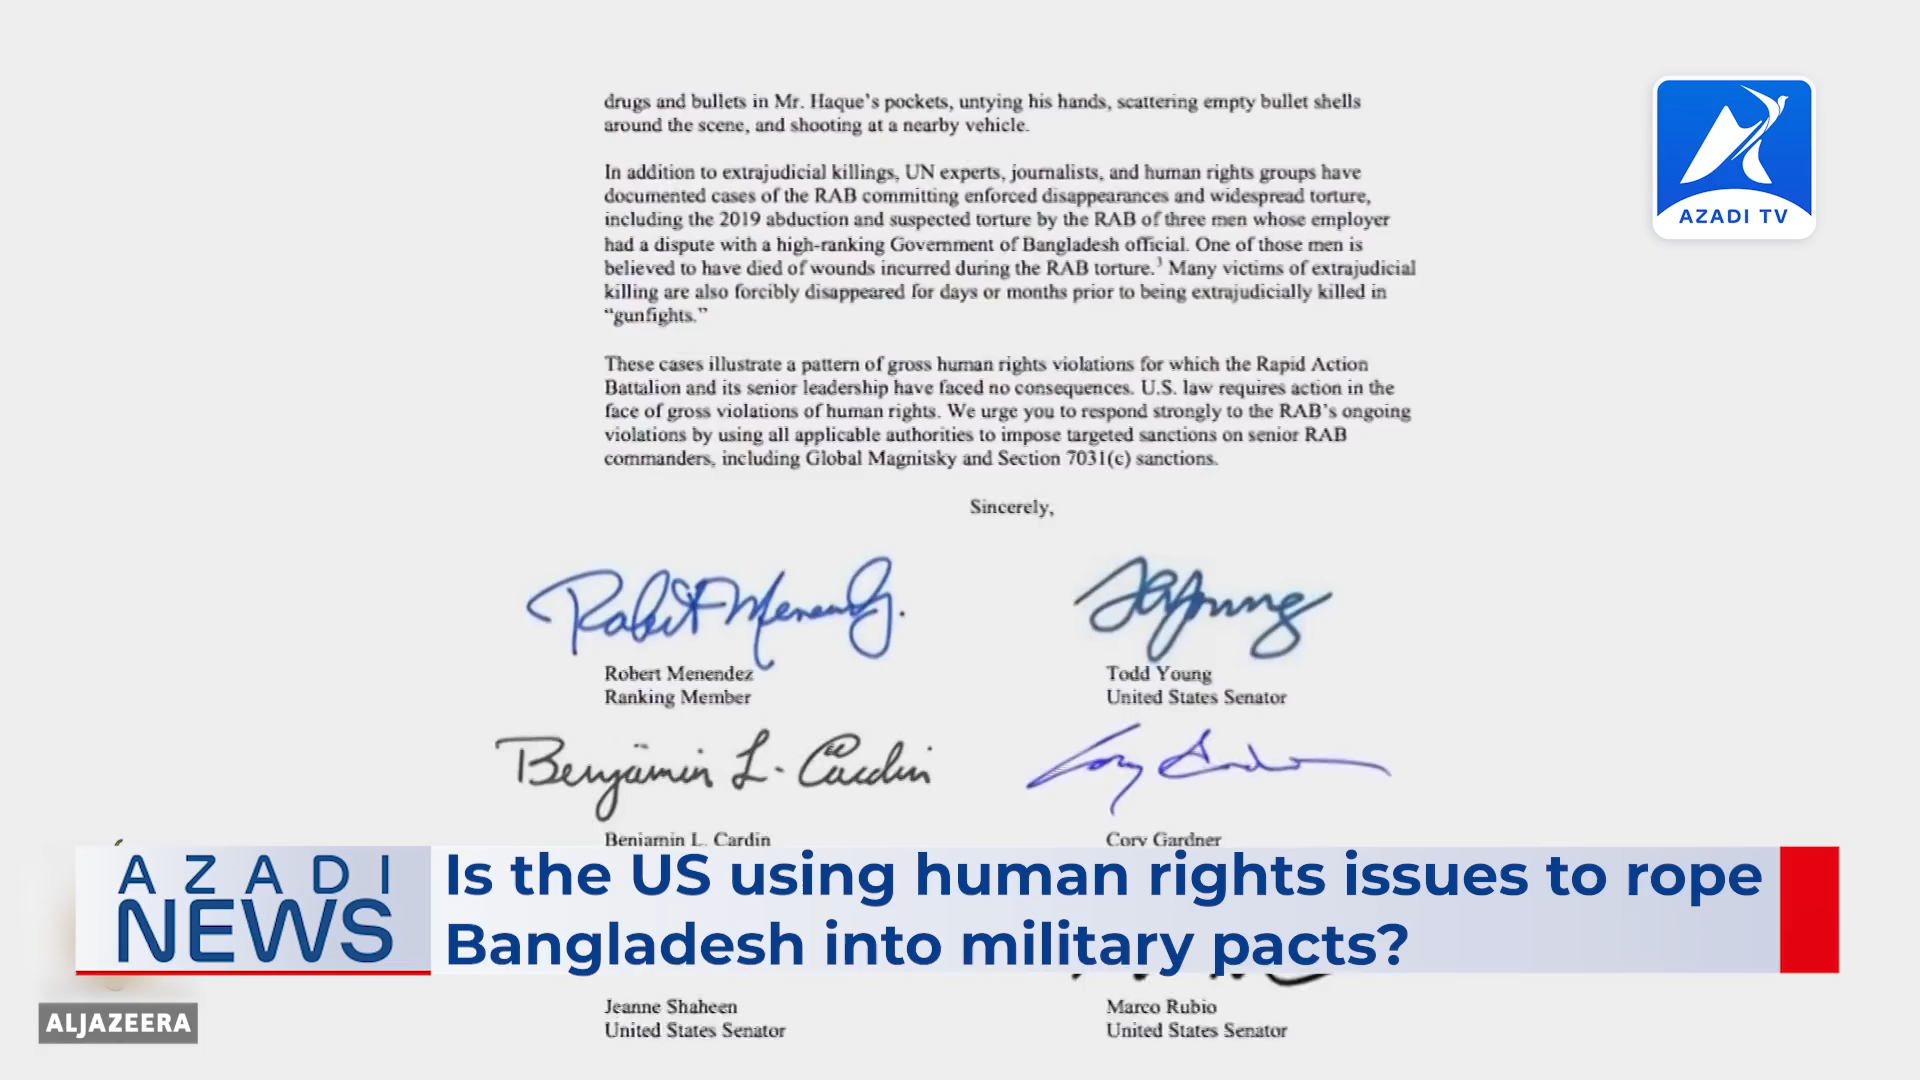 drugs and bullets in Mr. Haque's pockets, untying his hands, scattering empty bullet shells
around the scene, and shooting at a nearby vehicle.
In addition to extrajudicial killings, UN experts, journalists, and human rights groups have
documented cases of the RAB committing enforced disappearances and widespread torture,
including the 2019 abduction and suspected torture by the RAB of three men whose employer
had a dispute with a high-ranking Government of Bangladesh official. One of those men is
believed to have died of wounds incurred during the RAB torture.³ Many victims of extrajudicial
killing are also forcibly disappeared for days or months prior to being extrajudicially killed in
“gunfights.”
These cases illustrate a pattern of gross human rights violations for which the Rapid Action
Battalion and its senior leadership have faced no consequences. U.S. law requires action in the
face of gross violations of human rights. We urge you to respond strongly to the RAB's ongoing
violations by using all applicable authorities to impose targeted sanctions on senior RAB
commanders, including Global Magnitsky and Section 7031(c) sanctions.
Sincerely,
Robert Menendez.
Robert Menendez
Ranking Member
Todd Young
United States Senator
Benjamin L. Cardin
Benjamin L. Cardin
Cory Gardner
Jeanne Shaheen
United States Senator
Marco Rubio
United States Senator
AZADI TV
AZADI
NEWS
Is the US using human rights issues to rope
Bangladesh into military pacts?
ALJAZEERA